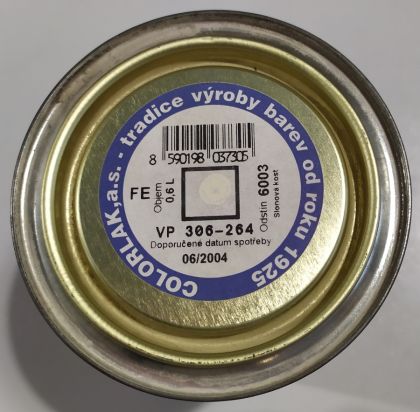 COLORLAK,a.s. - tradice výroby barev od roku 1925
8 590198 037305
FE
Objem
0,6 L
Odstín 6003
Slonová kost
VP 306-264
Doporučené datum spotřeby
06/2004